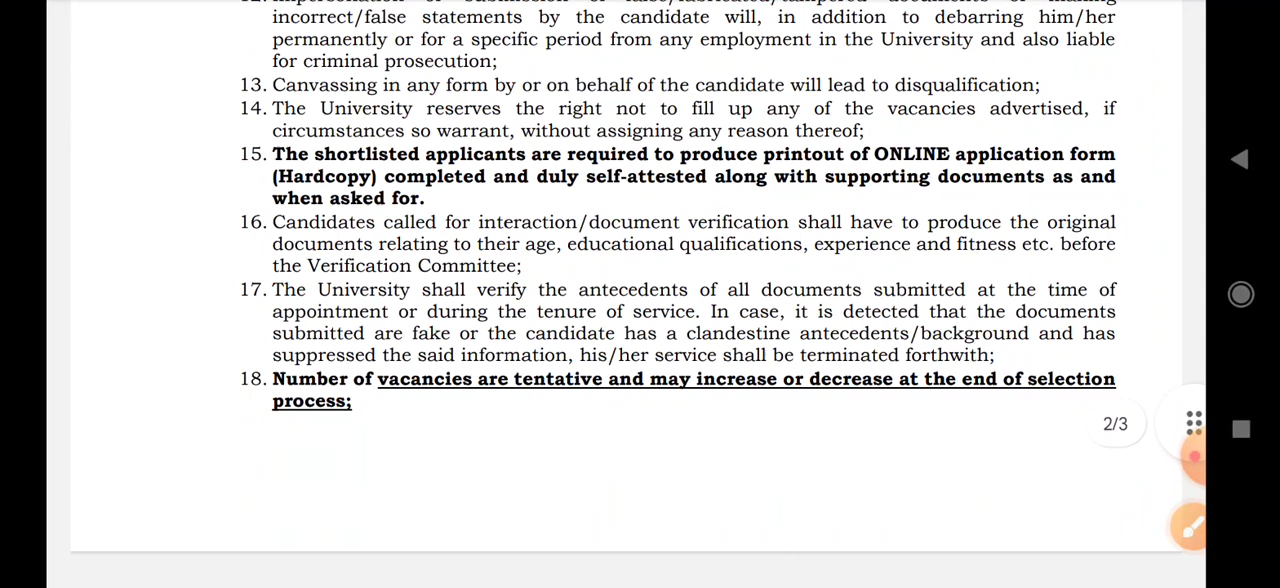 incorrect/false statements by the candidate will, in addition to debarring him/her
permanently or for a specific period from any employment in the University and also liable
for criminal prosecution;
13. Canvassing in any form by or on behalf of the candidate will lead to disqualification;
14. The University reserves the right not to fill up any of the vacancies advertised, if
circumstances so warrant, without assigning any reason thereof;
15. The shortlisted applicants are required to produce printout of ONLINE application form
(Hardcopy) completed and duly self-attested along with supporting documents as and
when asked for.
16. Candidates called for interaction/document verification shall have to produce the original
documents relating to their age, educational qualifications, experience and fitness etc. before
the Verification Committee;
17. The University shall verify the antecedents of all documents submitted at the time of
appointment or during the tenure of service. In case, it is detected that the documents
submitted are fake or the candidate has a clandestine antecedents/background and has
suppressed the said information, his/her service shall be terminated forthwith;
18. Number of vacancies are tentative and may increase or decrease at the end of selection
process;
2/3